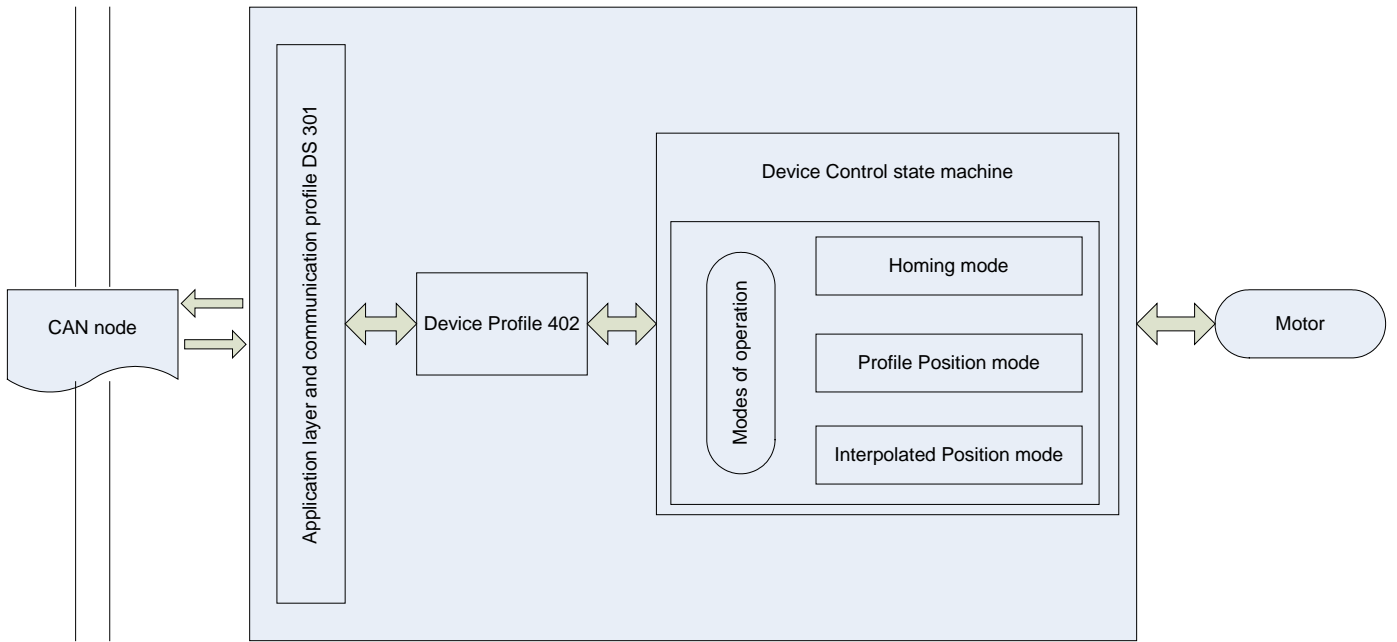 CAN node
Application layer and communication profile DS 301
Device Profile 402
Device Control state machine
Modes of operation
Homing mode
Profile Position mode
Interpolated Position mode
Motor